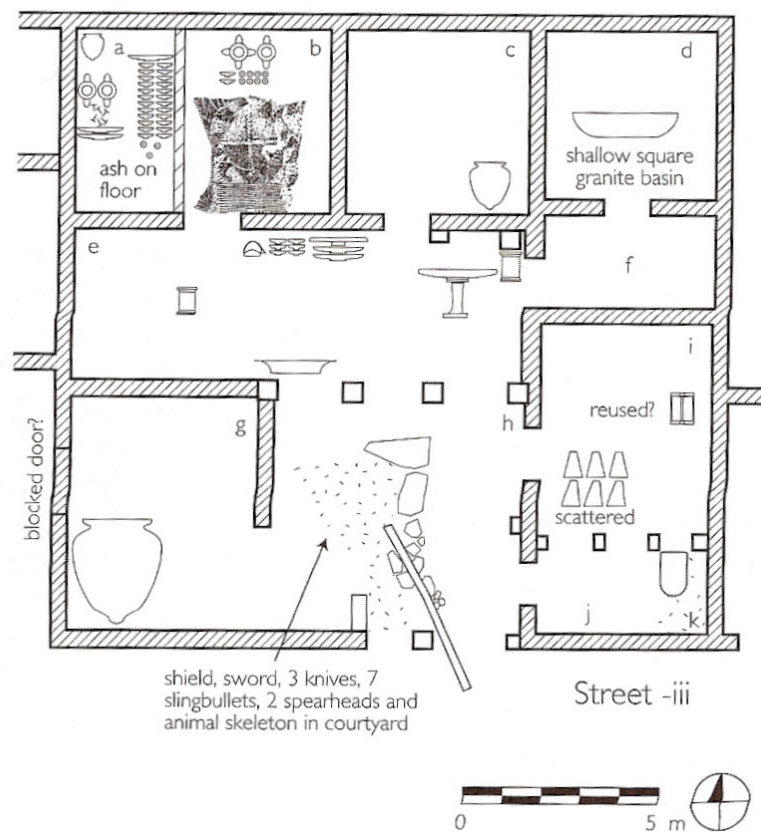 a
b
c
d
ash on
floor
shallow square
granite basin
e
f
i
reused?
g
h
blocked door?
scattered
j
k
shield, sword, 3 knives, 7
slingbullets, 2 spearheads and
animal skeleton in courtyard
Street -iii
0
5 m